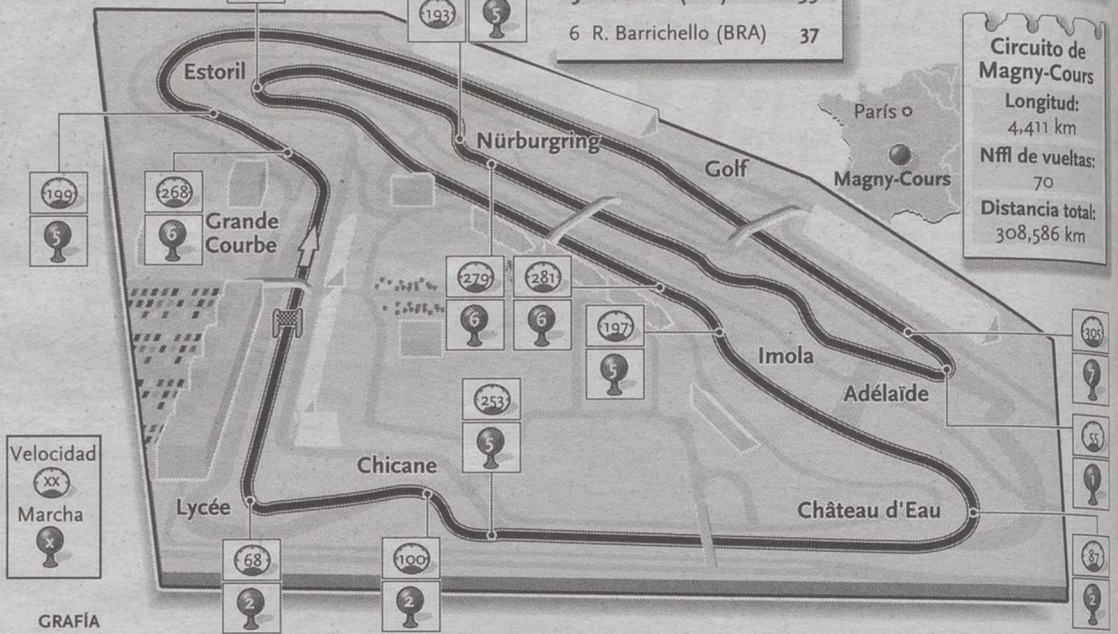 6 R. Barrichello (BRA) 37
193
5
Circuito de
Magny-Cours
Longitud:
4,411 km
Nffl de vueltas:
70
Distancia total:
308,586 km
París
Magny-Cours
Estoril
Nürburgring
Golf
199
5
268
6
Grande
Courbe
279
6
281
6
197
5
Imola
Adélaïde
305
7
55
1
253
5
Chicane
Lycée
Château d'Eau
87
2
68
2
100
2
Velocidad
xx
Marcha
x
GRAFÍA